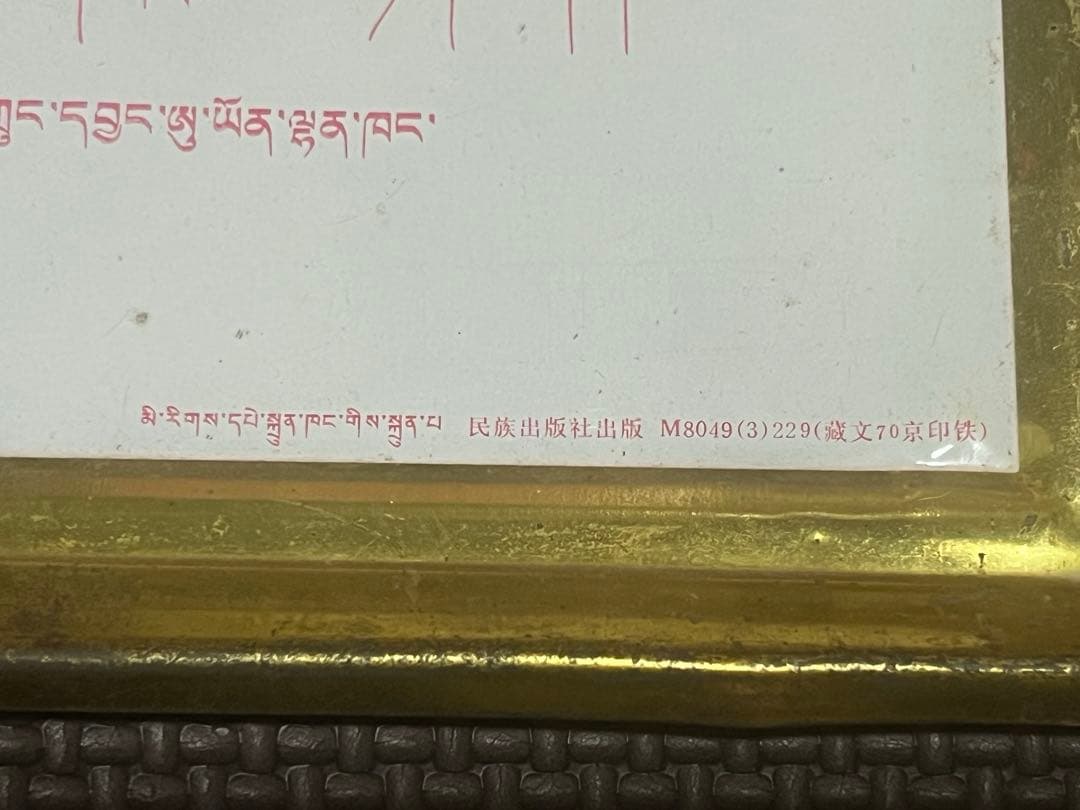 ཀྲུང་དབྱང་ཨུ་ཡོན་ལྷན་ཁང་
མི་རིགས་དཔེ་སྐྲུན་ཁང་གིས་སྐྲུན་པ 民族出版社出版 M8049(3)229(藏文70京印铁)